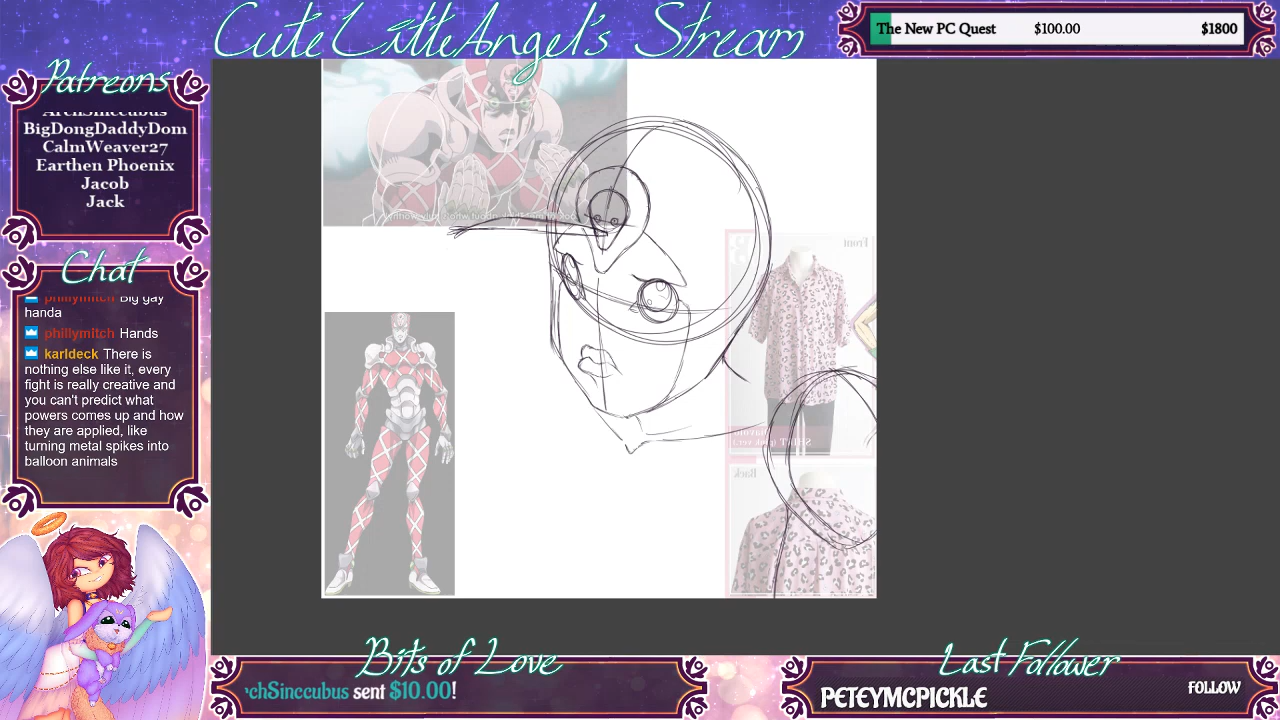 CuteLittleAngel's Stream
The New PC Quest $100.00 $1800
Patreons
ArchSinccubus
BigDongDaddyDom
CalmWeaver27
Earthen Phoenix
Jacob
Jack
Chat
phillymitch Big gay
handa
phillymitch Hands
karldeck There is
nothing else like it. every
fight is really creative and
you can't predict what
powers comes up and how
they are applied, like
turning metal spikes into
balloon animals
Front
Back
Bits of Love
chSinccubus sent $10.00!
Last Follower
PETEYMCPICKLE
FOLLOW